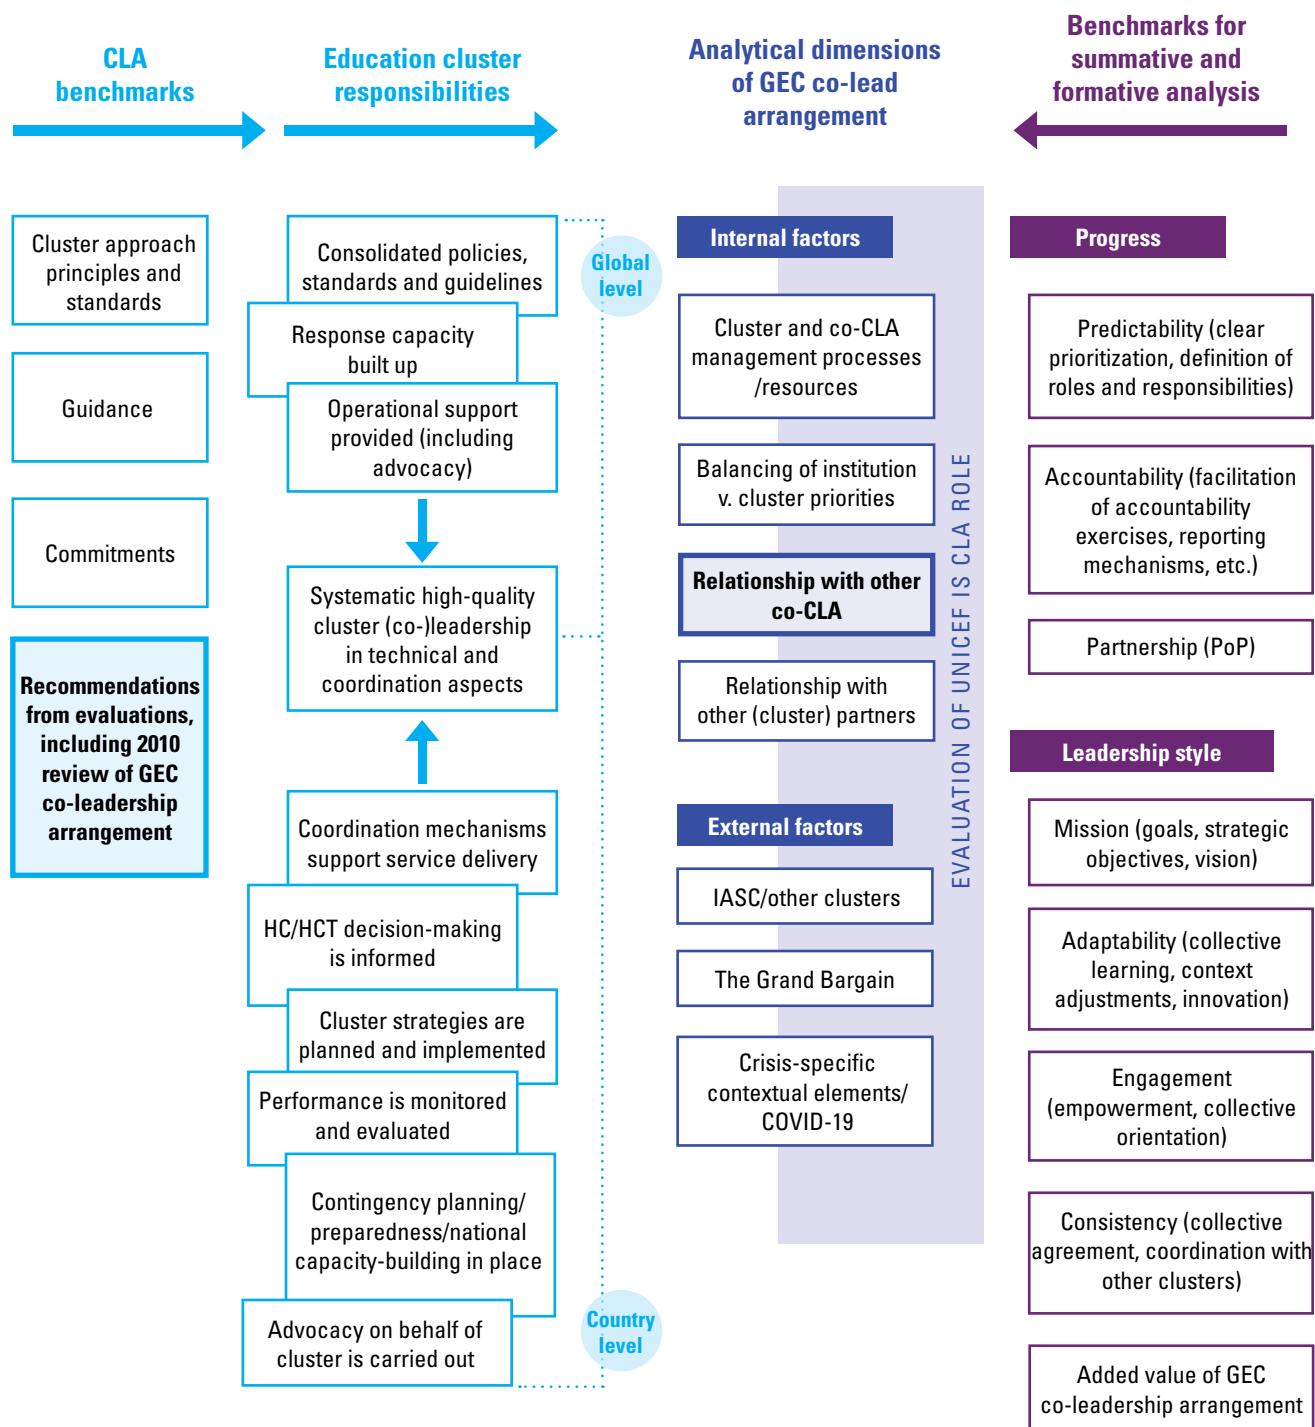 CLA
benchmarks
Education cluster
responsibilities
Analytical dimensions
of GEC co-lead
arrangement
Benchmarks for
summative and
formative analysis
Cluster approach
principles and
standards
Guidance
Commitments
Recommendations
from evaluations,
including 2010
review of GEC
co-leadership
arrangement
Consolidated policies,
standards and guidelines
Response capacity
built up
Operational support
provided (including
advocacy)
Systematic high-quality
cluster (co-)leadership
in technical and
coordination aspects
Coordination mechanisms
support service delivery
HC/HCT decision-making
is informed
Cluster strategies are
planned and implemented
Performance is monitored
and evaluated
Contingency planning/
preparedness/national
capacity-building in place
Advocacy on behalf of
cluster is carried out
Global
level
Country
level
Internal factors
Cluster and co-CLA
management processes
/resources
Balancing of institution
v. cluster priorities
Relationship with other
co-CLA
Relationship with
other (cluster) partners
External factors
IASC/other clusters
The Grand Bargain
Crisis-specific
contextual elements/
COVID-19
EVALUATION OF UNICEF IS CLA ROLE
Progress
Predictability (clear
prioritization, definition of
roles and responsibilities)
Accountability (facilitation
of accountability
exercises, reporting
mechanisms, etc.)
Partnership (PoP)
Leadership style
Mission (goals, strategic
objectives, vision)
Adaptability (collective
learning, context
adjustments, innovation)
Engagement
(empowerment, collective
orientation)
Consistency (collective
agreement, coordination with
other clusters)
Added value of GEC
co-leadership arrangement